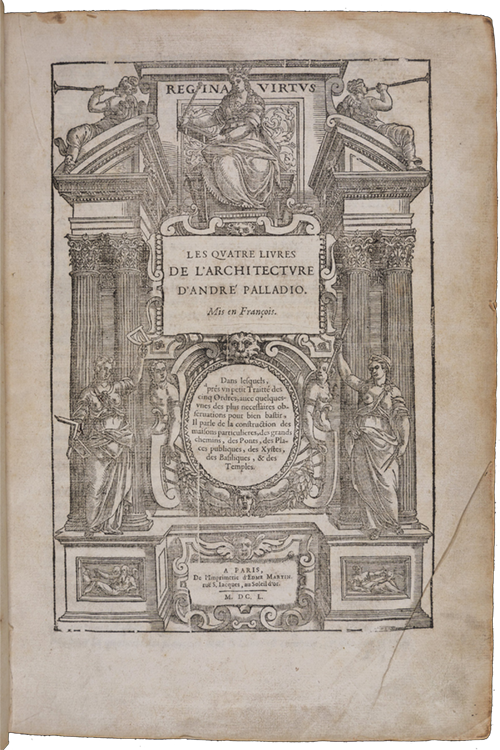 REGINA VIRTVS
LES QVATRE LIVRES
DE L'ARCHITECTVRE
D'ANDRE' PALLADIO.
Mis en François.
Dans lesquels,
prés vn petit Traitté des
cinq Ordres, auec quelques-
vnes des plus necessaires ob-
seruations pour bien bastir,
Il parle de la construction des
maisons particulieres, des grands
chemins, des Ponts, des Pla-
ces publiques, des Xystes,
des Basiliques, & des
Temples.
A PARIS,
De l'Imprimerie d'EDME MARTIN,
ruë S. Iacques, au Soleil d'or.
M. DC. L.